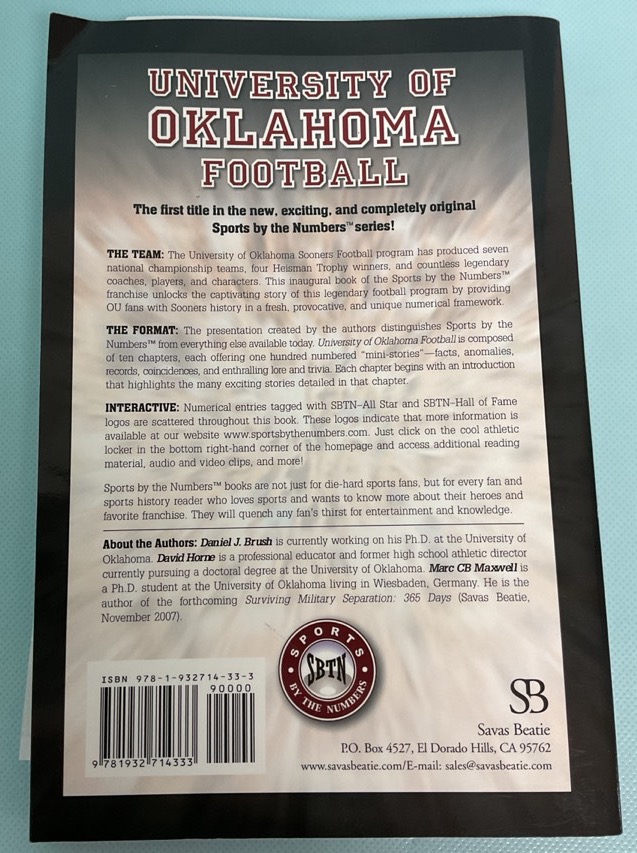 UNIVERSITY OF
OKLAHOMA
FOOTBALL
The first title in the new, exciting, and completely original
Sports by the Numbers™ series!
THE TEAM: The University of Oklahoma Sooners Football program has produced seven
national championship teams, four Heisman Trophy winners, and countless legendary
coaches, players, and characters. This inaugural book of the Sports by the Numbers™
franchise unlocks the captivating story of this legendary football program by providing
OU fans with Sooners history in a fresh, provocative, and unique numerical framework.
THE FORMAT: The presentation created by the authors distinguishes Sports by the
Numbers™ from everything else available today. University of Oklahoma Football is composed
of ten chapters, each offering one hundred numbered "mini-stories"—facts, anomalies,
records, coincidences, and enthralling lore and trivia. Each chapter begins with an introduction
that highlights the many exciting stories detailed in that chapter.
INTERACTIVE: Numerical entries tagged with SBTN-All Star and SBTN-Hall of Fame
logos are scattered throughout this book. These logos indicate that more information is
available at our website www.sportsbythenumbers.com. Just click on the cool athletic
locker in the bottom right-hand corner of the homepage and access additional reading
material, audio and video clips, and more!
Sports by the Numbers™ books are not just for die-hard sports fans, but for every fan and
sports history reader who loves sports and wants to know more about their heroes and
favorite franchise. They will quench any fan's thirst for entertainment and knowledge.
About the Authors: Daniel J. Brush is currently working on his Ph.D. at the University of
Oklahoma. David Horne is a professional educator and former high school athletic director
currently pursuing a doctoral degree at the University of Oklahoma. Marc CB Maxwell is
a Ph.D. student at the University of Oklahoma living in Wiesbaden, Germany. He is the
author of the forthcoming Surviving Military Separation: 365 Days (Savas Beatie,
November 2007).
SPORTS
SBTN
BY THE NUMBERS
ISBN 978-1-932714-33-3
90000
9 781932 714333
SB
Savas Beatie
P.O. Box 4527, El Dorado Hills, CA 95762
www.savasbeatie.com/E-mail: sales@savasbeatie.com